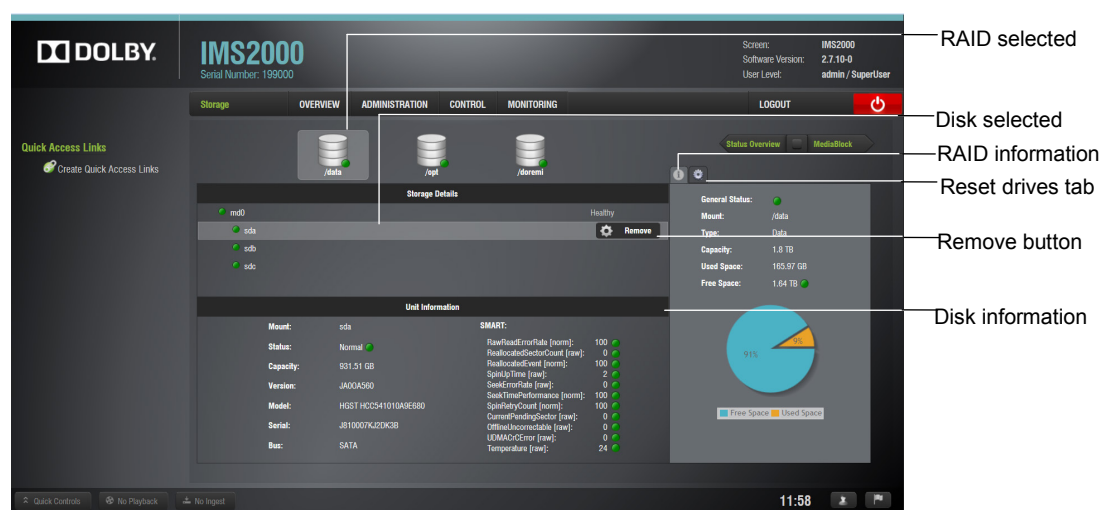 DOLBY.
IMS2000
Serial Number: 199000
Screen: IMS2000
Software Version: 2.7.10-0
User Level: admin / SuperUser
RAID selected
Storage
OVERVIEW
ADMINISTRATION
CONTROL
MONITORING
LOGOUT
Disk selected
Quick Access Links
Create Quick Access Links
/data
/opt
/doremi
Status Overview
MediaBlock
RAID information
Reset drives tab
Storage Details
md0 Healthy
sda Remove
sdb
sdc
General Status:
Mount: /data
Type: Data
Capacity: 1.8 TB
Used Space: 165.97 GB
Free Space: 1.64 TB
Remove button
Unit Information
Disk information
Mount: sda
Status: Normal
Capacity: 931.51 GB
Version: JA0OA560
Model: HGST HCC541010A9E680
Serial: J810007KJ2DK3B
Bus: SATA
SMART:
RawReadErrorRate [norm]: 100
ReallocatedSectorCount [raw]: 0
ReallocatedEvent [norm]: 100
SpinUpTime [raw]: 2
SeekErrorRate [raw]: 0
SeekTimePerformance [norm]: 100
SpinRetryCount [norm]: 100
CurrentPendingSector [raw]: 0
OfflineUncorrectable [raw]: 0
UDMACrCError [raw]: 0
Temperature [raw]: 24
91%
9%
Free Space Used Space
Quick Controls
No Playback
No Ingest
11:58